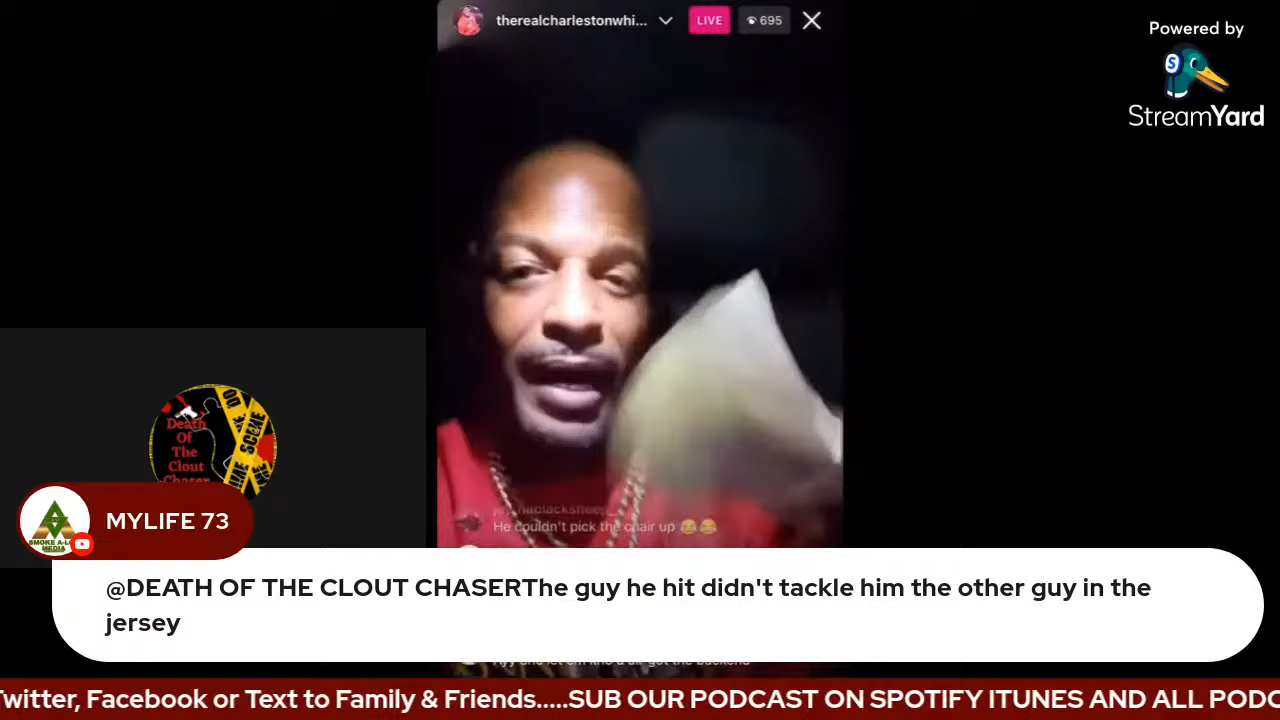 therealcharlestonwhi...
LIVE
695
Powered by
StreamYard
Death
Of
The
Clout
Chaser
SCENE
DO
He couldn't pick the chair up 😂😂
MYLIFE 73
@DEATH OF THE CLOUT CHASERThe guy he hit didn't tackle him the other guy in the
jersey
Twitter, Facebook or Text to Family & Friends.....SUB OUR PODCAST ON SPOTIFY ITUNES AND ALL PODC